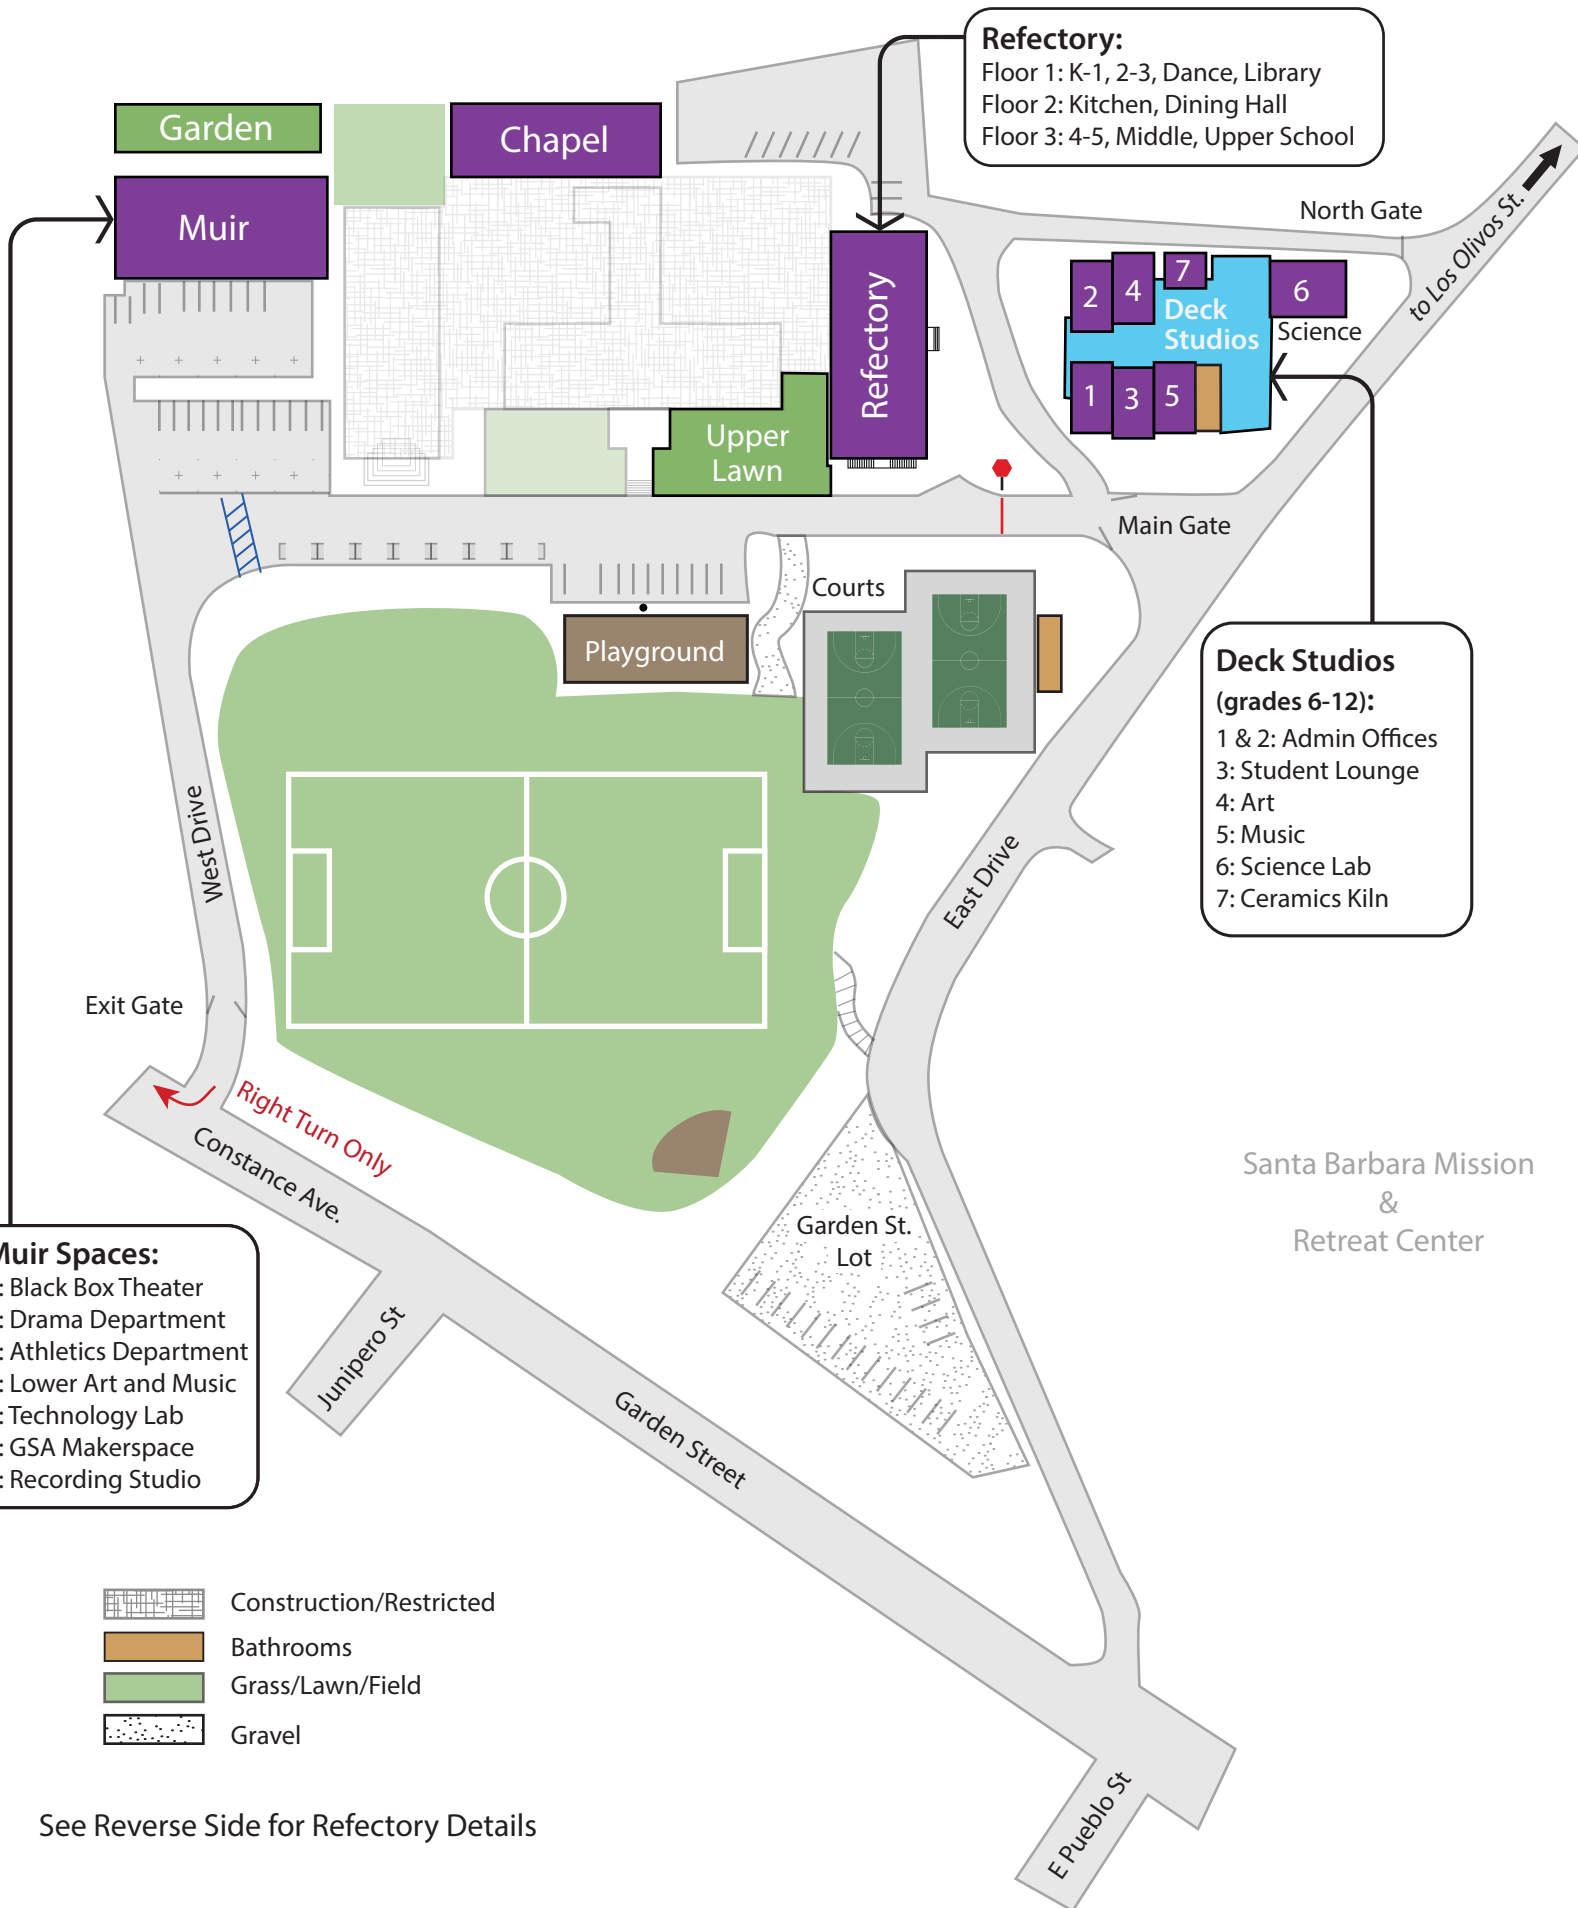 Refectory:
Floor 1: K-1, 2-3, Dance, Library
Floor 2: Kitchen, Dining Hall
Floor 3: 4-5, Middle, Upper School
Garden
Chapel
Muir
Refectory
Upper
Lawn
North Gate
to Los Olivos St.
2
4
7
6
Deck
Studios
Science
1
3
5
Main Gate
Courts
Playground
Deck Studios
(grades 6-12):
1 & 2: Admin Offices
3: Student Lounge
4: Art
5: Music
6: Science Lab
7: Ceramics Kiln
West Drive
East Drive
Exit Gate
Right Turn Only
Constance Ave.
Santa Barbara Mission
&
Retreat Center
Garden St.
Lot
Muir Spaces:
: Black Box Theater
: Drama Department
: Athletics Department
: Lower Art and Music
: Technology Lab
: GSA Makerspace
: Recording Studio
Junipero St
Garden Street
E Pueblo St
Construction/Restricted
Bathrooms
Grass/Lawn/Field
Gravel
See Reverse Side for Refectory Details